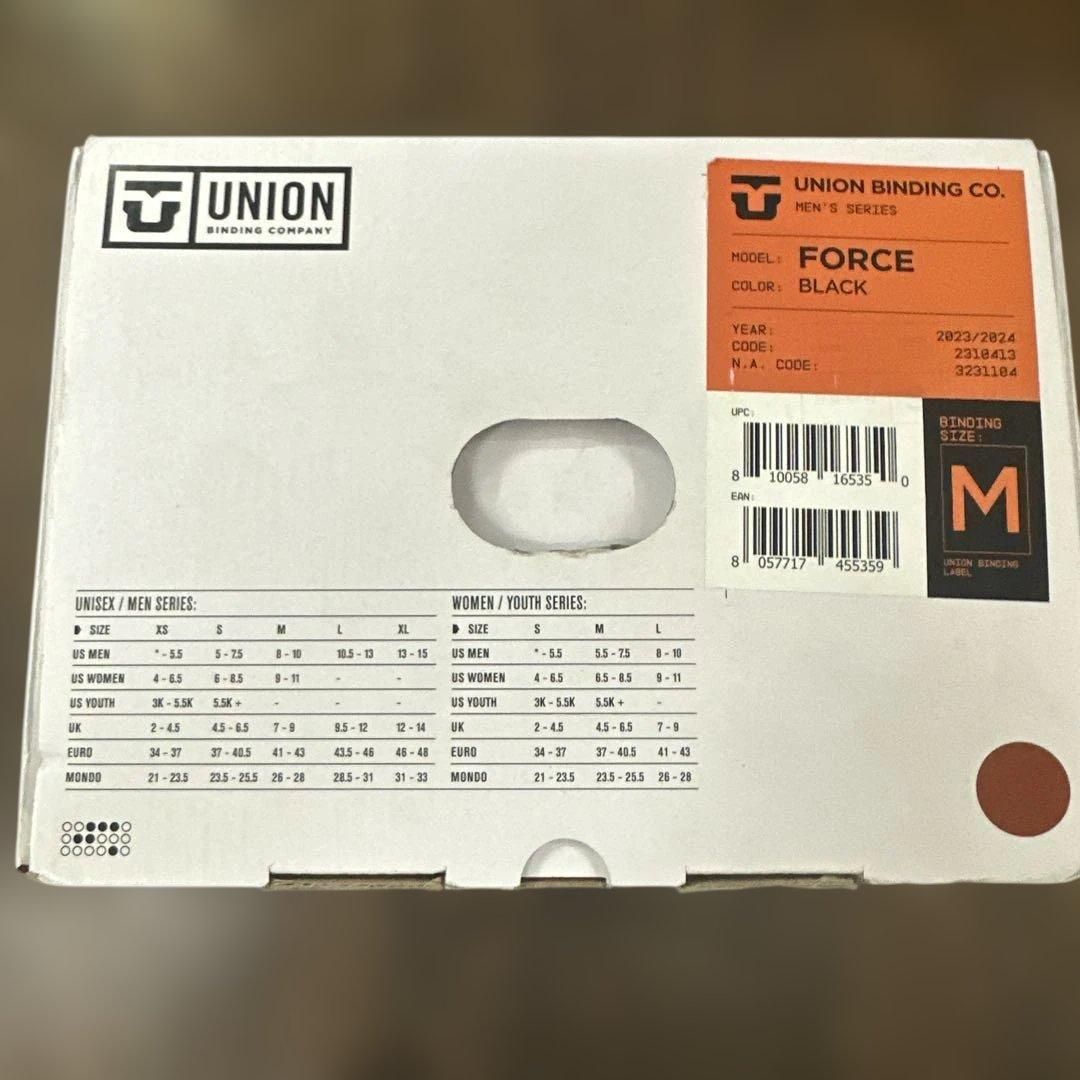 UNION
BINDING COMPANY
UNION BINDING CO.
MEN'S SERIES
MODEL: FORCE
COLOR: BLACK
YEAR: 2023/2024
CODE: 2310413
N.A. CODE: 3231104
UPC:
8 10058 16535 0
EAN:
8 057717 455359
BINDING
SIZE:
M
UNION BINDING
LABEL
UNISEX / MEN SERIES:
SIZE XS S M L XL
US MEN * - 5.5 5 - 7.5 8 - 10 10.5 - 13 13 - 15
US WOMEN 4 - 6.5 6 - 8.5 9 - 11 - -
US YOUTH 3K - 5.5K 5.5K + - - -
UK 2 - 4.5 4.5 - 6.5 7 - 9 9.5 - 12 12 - 14
EURO 34 - 37 37 - 40.5 41 - 43 43.5 - 46 46 - 48
MONDO 21 - 23.5 23.5 - 25.5 26 - 28 28.5 - 31 31 - 33
WOMEN / YOUTH SERIES:
SIZE S M L
US MEN * - 5.5 5.5 - 7.5 8 - 10
US WOMEN 4 - 6.5 6.5 - 8.5 9 - 11
US YOUTH 3K - 5.5K 5.5K + -
UK 2 - 4.5 4.5 - 6.5 7 - 9
EURO 34 - 37 37 - 40.5 41 - 43
MONDO 21 - 23.5 23.5 - 25.5 26 - 28